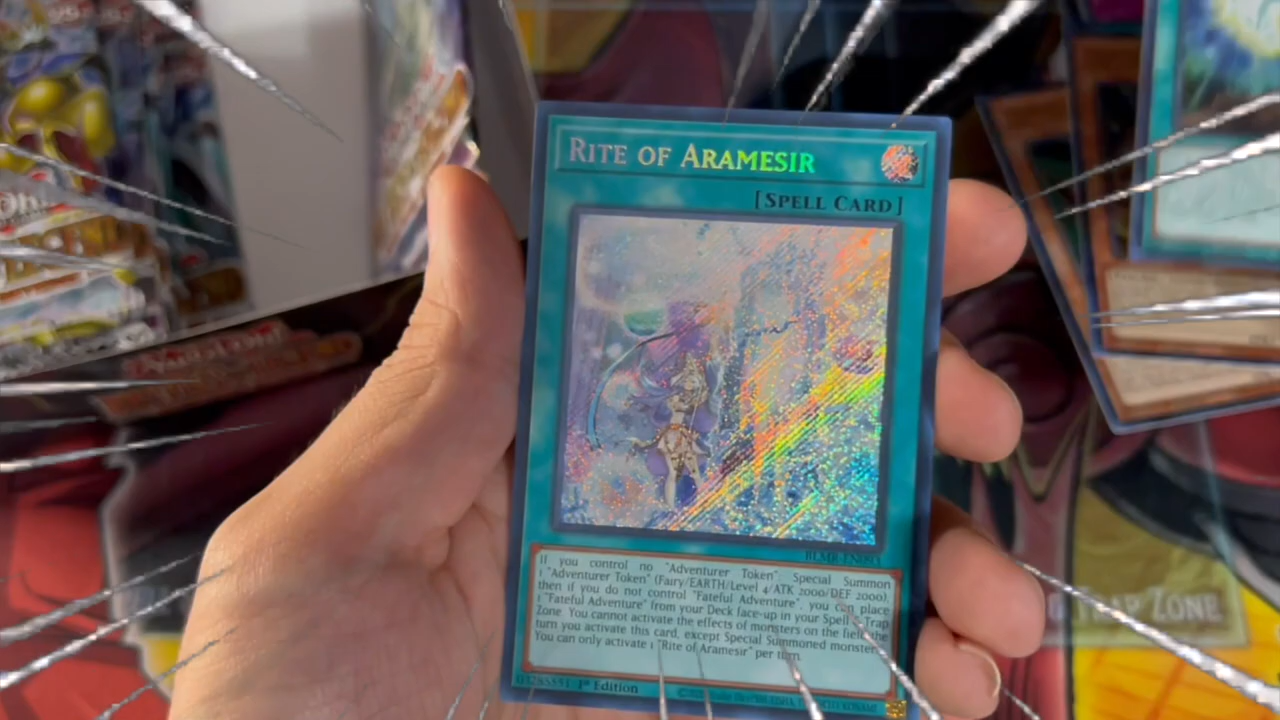 RITE OF ARAMESIR
[SPELL CARD]
If you control no "Adventurer Token": Special Summon
1 "Adventurer Token" (Fairy/EARTH/Level 4/ATK 2000/DEF 2000),
then if you do not control "Fateful Adventure", you can place
1 "Fateful Adventure" from your Deck face-up in your Spell & Trap
Zone. You cannot activate the effects of monsters on the field the
turn you activate this card, except Special Summoned monsters.
You can only activate 1 "Rite of Aramesir" per turn.
1st Edition
TRAP ZONE